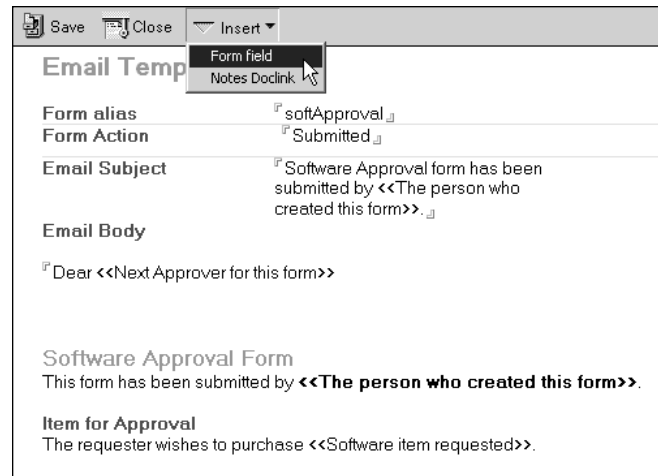 Save Close Insert
Form field
Email Temp
Notes Doclink
Form alias softApproval
Form Action Submitted
Email Subject Software Approval form has been
submitted by <<The person who
created this form>>.
Email Body
Dear <<Next Approver for this form>>
Software Approval Form
This form has been submitted by <<The person who created this form>>.
Item for Approval
The requester wishes to purchase <<Software item requested>>.